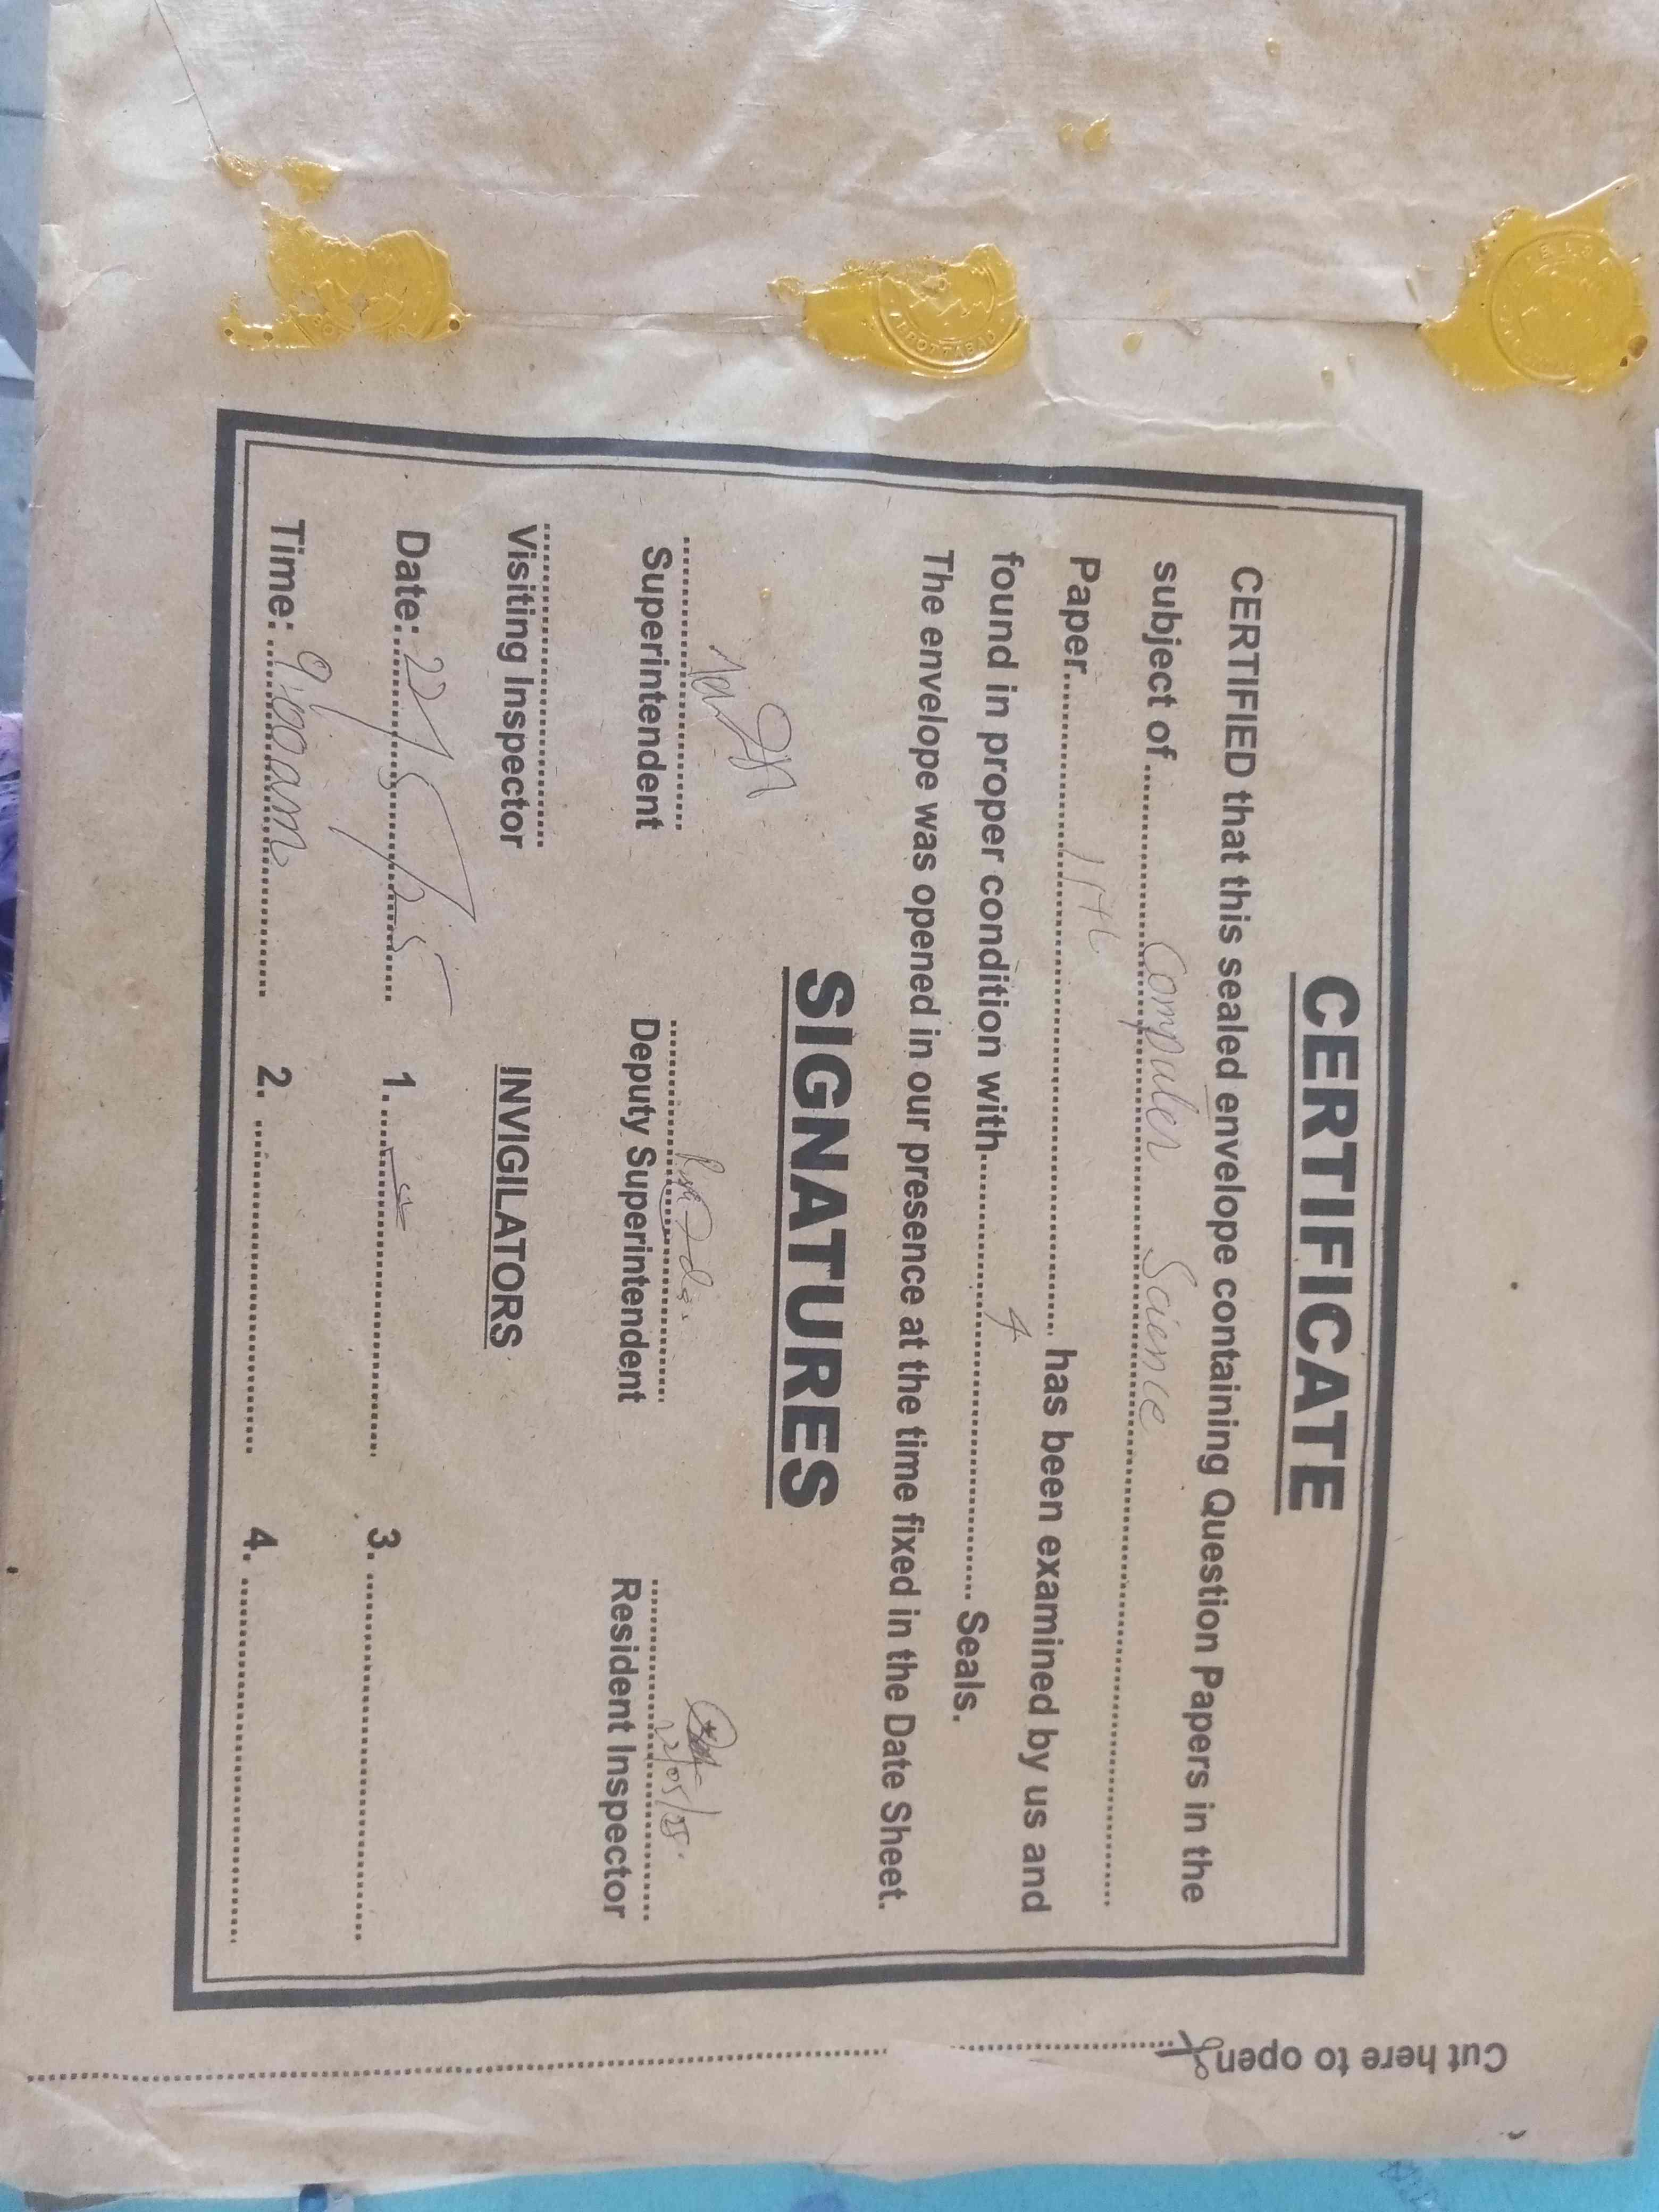 CERTIFICATE
CERTIFIED that this sealed envelope containing Question Papers in the
subject of............ Computer Science ............
Paper............ 11th ............ has been examined by us and
found in proper condition with............ 4 ............ Seals.
The envelope was opened in our presence at the time fixed in the Date Sheet.
SIGNATURES
Superintendent Deputy Superintendent Resident Inspector
22/05/25
Visiting Inspector INVIGILATORS
Date: 22/5/25 1. 3.
Time: 9:00 am 2. 4.
Cut here to open
ABBOTTABAD